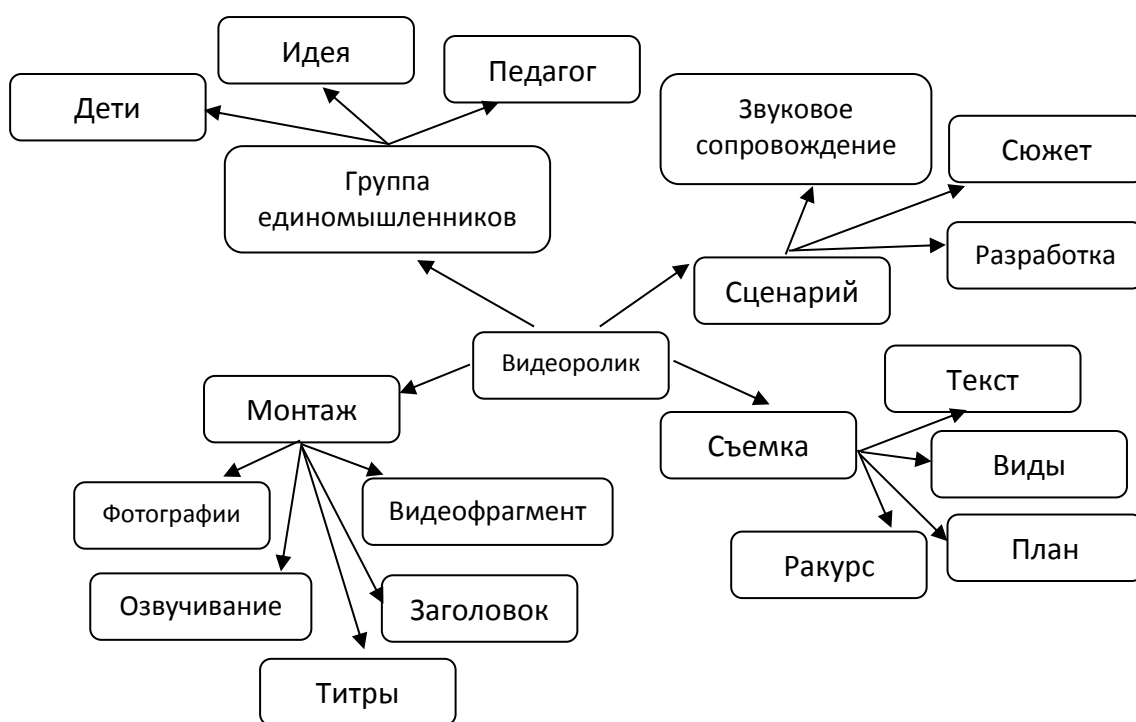 Идея
Педагог
Дети
Звуковое
сопровождение
Сюжет
Группа
единомышленников
Разработка
Сценарий
Видеоролик
Текст
Монтаж
Съемка
Виды
Фотографии
Видеофрагмент
План
Ракурс
Озвучивание
Заголовок
Титры